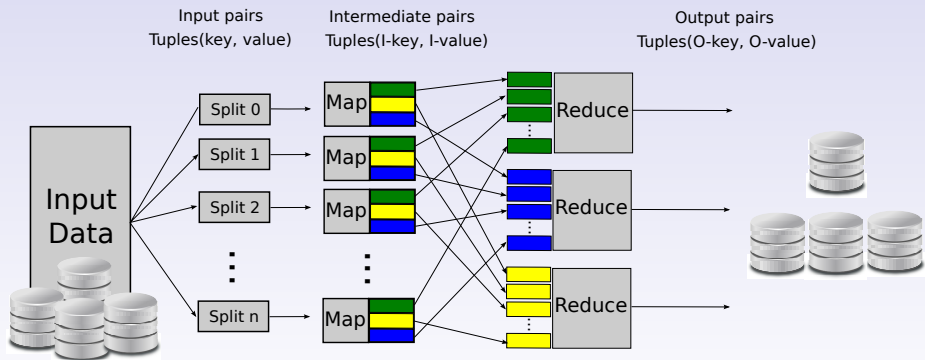 Input pairs
Tuples(key, value)
Intermediate pairs
Tuples(I-key, I-value)
Output pairs
Tuples(O-key, O-value)
Input
Data
Split 0
Split 1
Split 2
Split n
Map
Map
Map
Map
Reduce
Reduce
Reduce